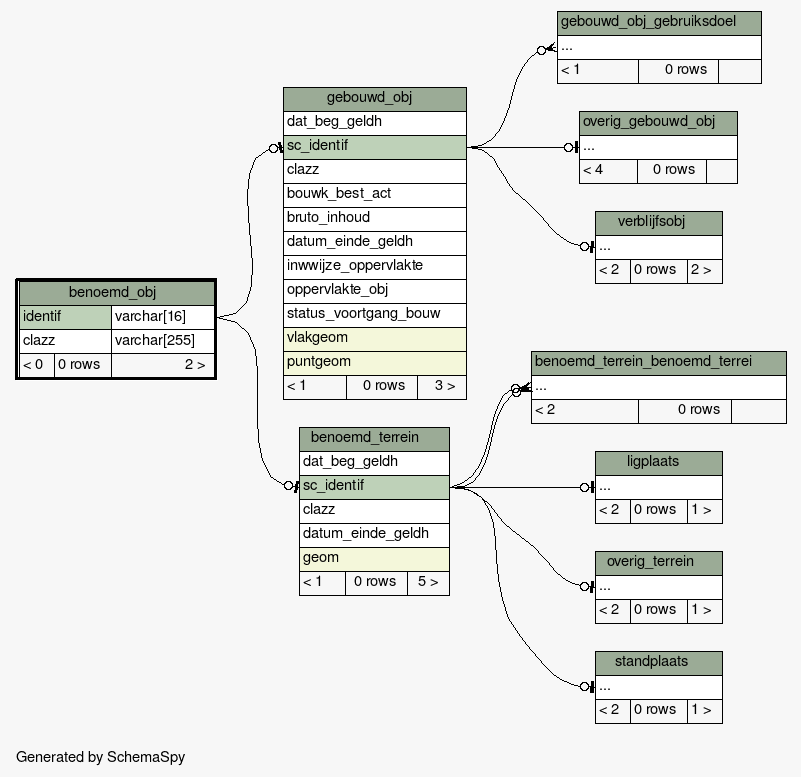 gebouwd_obj_gebruiksdoel
...
< 1 0 rows
gebouwd_obj
dat_beg_geldh
sc_identif
clazz
bouwk_best_act
bruto_inhoud
datum_einde_geldh
inwwijze_oppervlakte
oppervlakte_obj
status_voortgang_bouw
vlakgeom
puntgeom
< 1 0 rows 3 >
overig_gebouwd_obj
...
< 4 0 rows
verblijfsobj
...
< 2 0 rows 2 >
benoemd_obj
identif varchar[16]
clazz varchar[255]
< 0 0 rows 2 >
benoemd_terrein_benoemd_terrei
...
< 2 0 rows
benoemd_terrein
dat_beg_geldh
sc_identif
clazz
datum_einde_geldh
geom
< 1 0 rows 5 >
ligplaats
...
< 2 0 rows 1 >
overig_terrein
...
< 2 0 rows 1 >
standplaats
...
< 2 0 rows 1 >
Generated by SchemaSpy